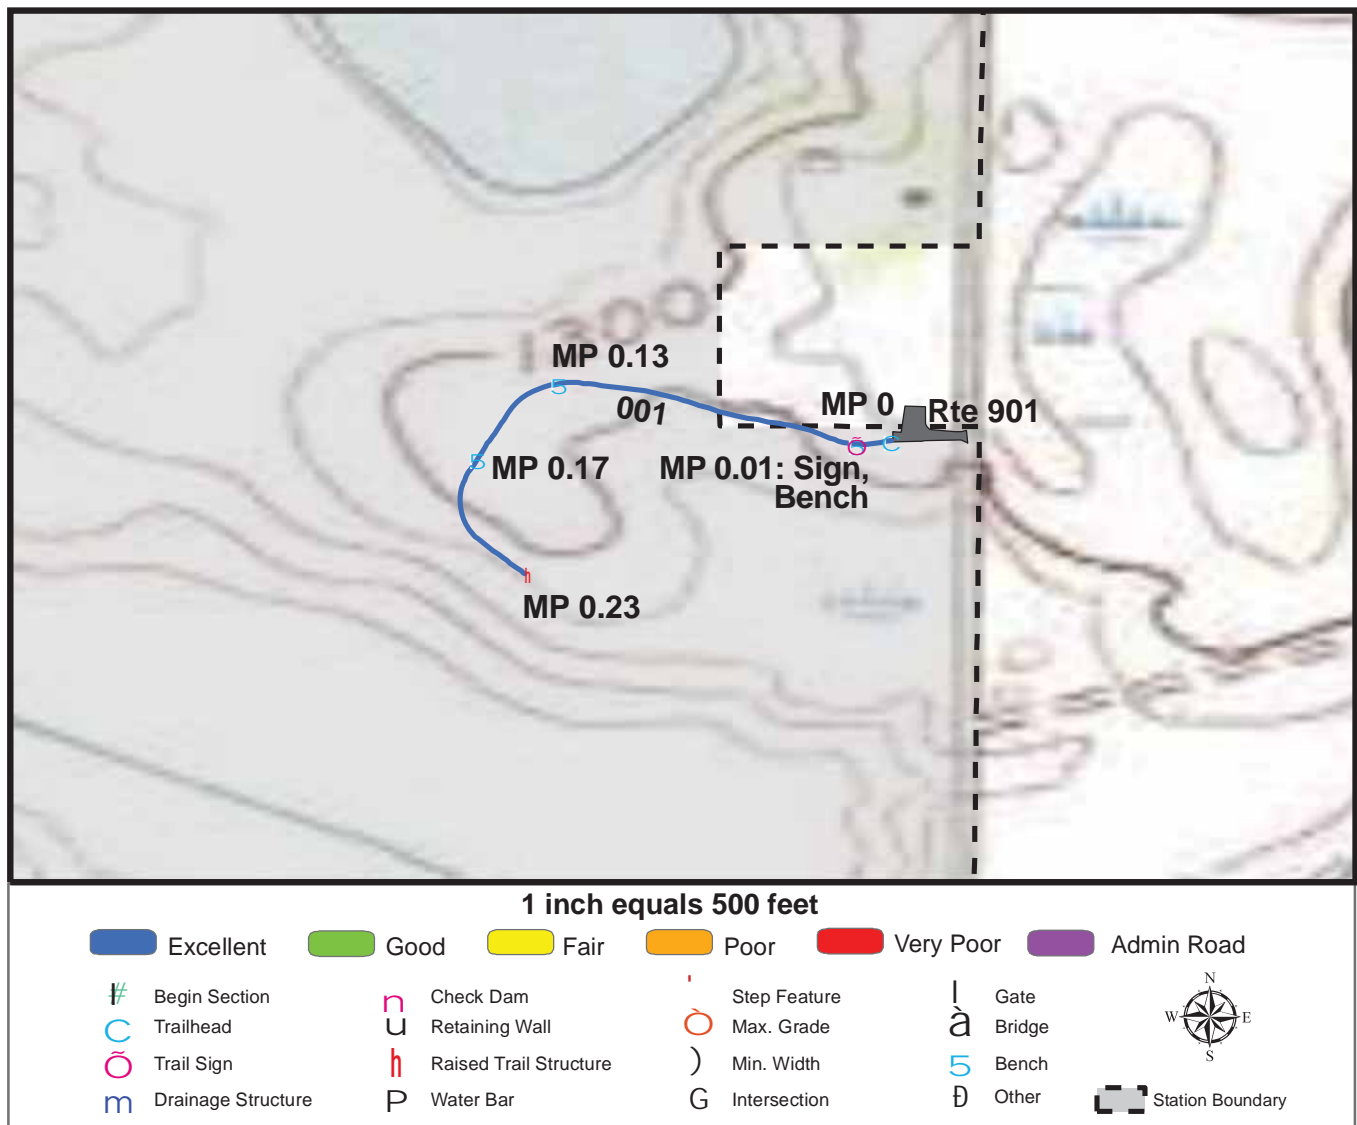 1000
MP 0.13
001
MP 0
Rte 901
MP 0.17
MP 0.01: Sign,
Bench
MP 0.23
1 inch equals 500 feet
Excellent
Good
Fair
Poor
Very Poor
Admin Road
# Begin Section
C Trailhead
Õ Trail Sign
m Drainage Structure
n Check Dam
u Retaining Wall
h Raised Trail Structure
P Water Bar
' Step Feature
Ò Max. Grade
) Min. Width
G Intersection
l Gate
à Bridge
5 Bench
Ð Other
N
W
E
S
Station Boundary